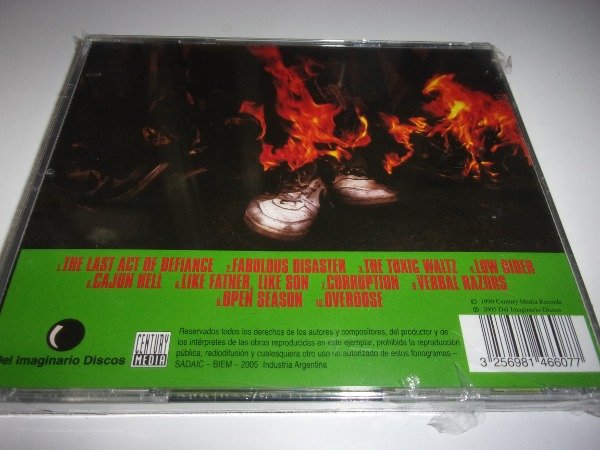 1.THE LAST ACT OF DEFIANCE 2.FABULOUS DISASTER 3.THE TOXIC WALTZ 4.LOW RIDER
5.CAJUN HELL 6.LIKE FATHER, LIKE SON 7.CORRUPTION 8.VERBAL RAZORS
9.OPEN SEASON 10.OVERDOSE
℗ 1999 Century Media Records
℗ 2005 Del Imaginario Discos
Del Imaginario Discos
CENTURY
MEDIA
Reservados todos los derechos de los autores y compositores, del productor y de
los intérpretes de las obras reproducidas en este ejemplar, prohibida la reproducción
pública, radiodifusión y cualesquiera otro uso no autorizado de estos fonogramas –
SADAIC – BIEM – 2005 Industria Argentina
3 256981 466077